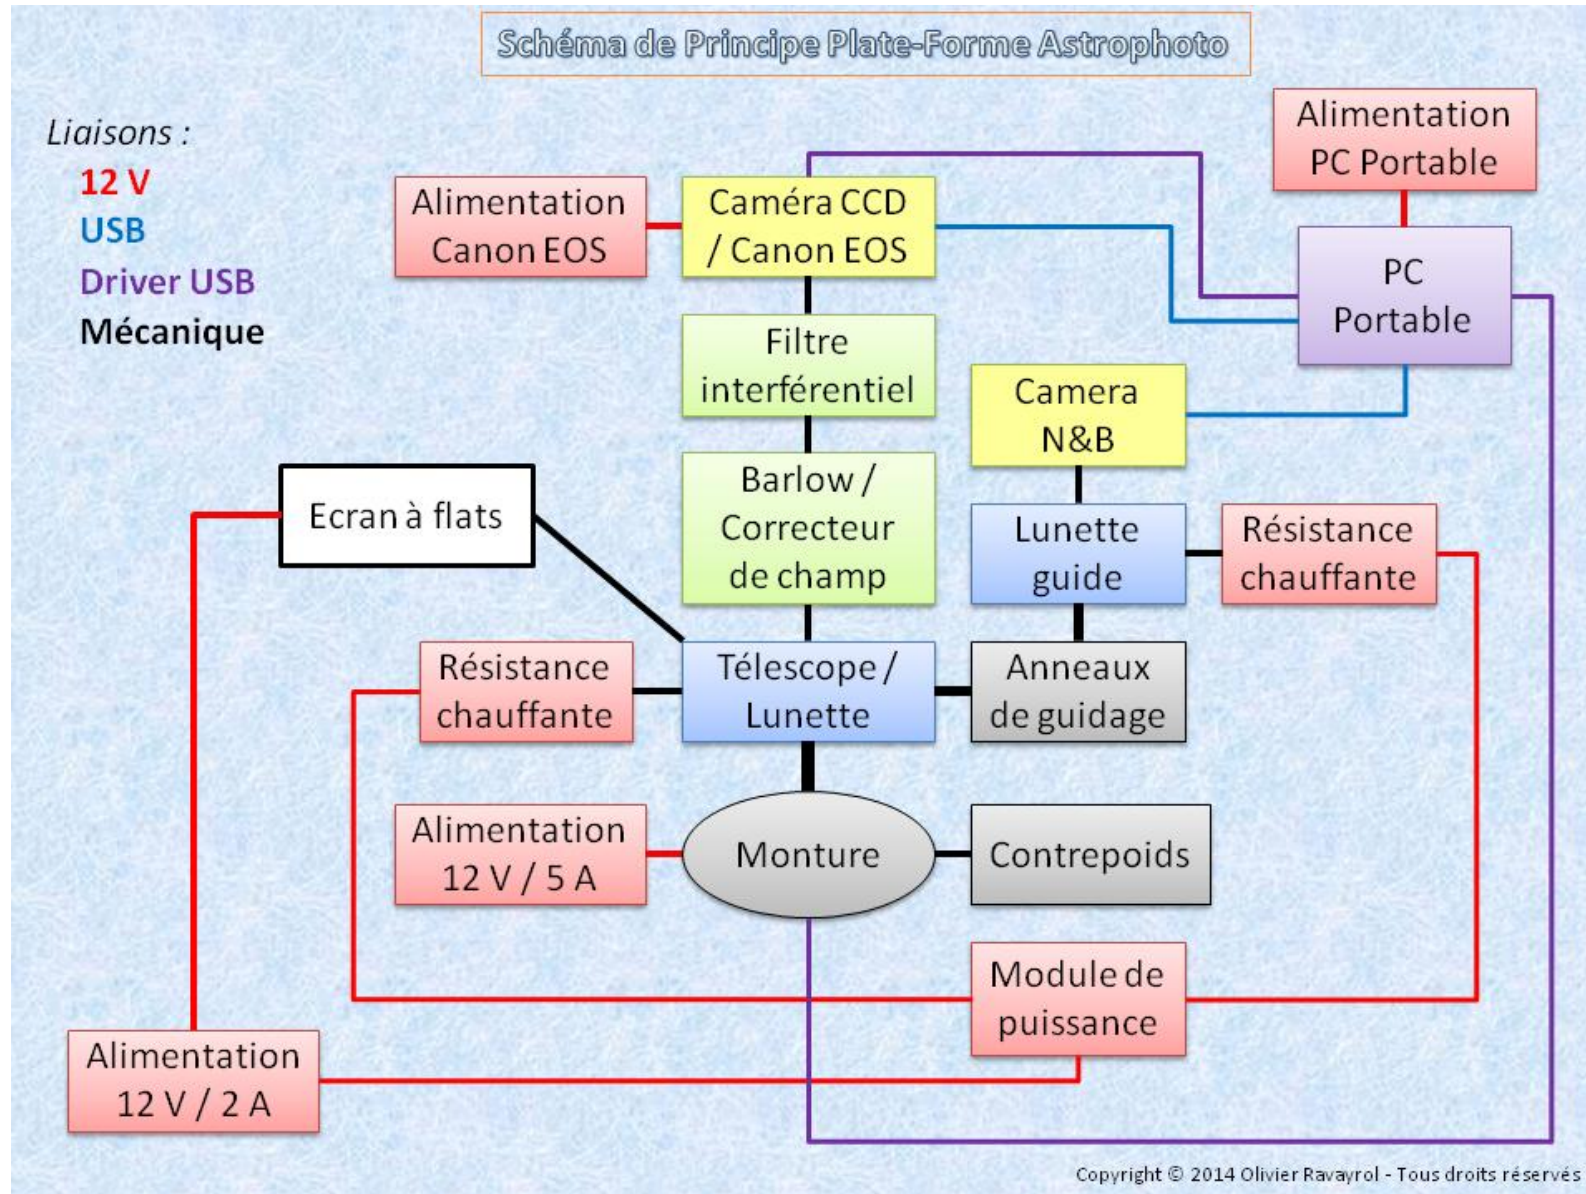 Schéma de Principe Plate-Forme Astrophoto
Liaisons :
12 V
USB
Driver USB
Mécanique
Alimentation
PC Portable
Alimentation
Canon EOS
Caméra CCD
/ Canon EOS
PC
Portable
Filtre
interférentiel
Camera
N&B
Barlow /
Correcteur
de champ
Ecran à flats
Lunette
guide
Résistance
chauffante
Résistance
chauffante
Télescope /
Lunette
Anneaux
de guidage
Alimentation
12 V / 5 A
Monture
Contrepoids
Module de
puissance
Alimentation
12 V / 2 A
Copyright © 2014 Olivier Ravayrol - Tous droits réservés